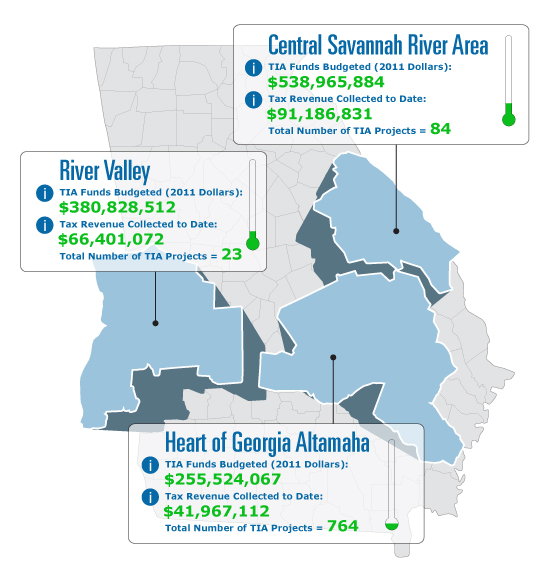 Central Savannah River Area
i TIA Funds Budgeted (2011 Dollars):
$538,965,884
i Tax Revenue Collected to Date:
$91,186,831
Total Number of TIA Projects = 84
River Valley
i TIA Funds Budgeted (2011 Dollars):
$380,828,512
i Tax Revenue Collected to Date:
$66,401,072
Total Number of TIA Projects = 23
Heart of Georgia Altamaha
i TIA Funds Budgeted (2011 Dollars):
$255,524,067
i Tax Revenue Collected to Date:
$41,967,112
Total Number of TIA Projects = 764